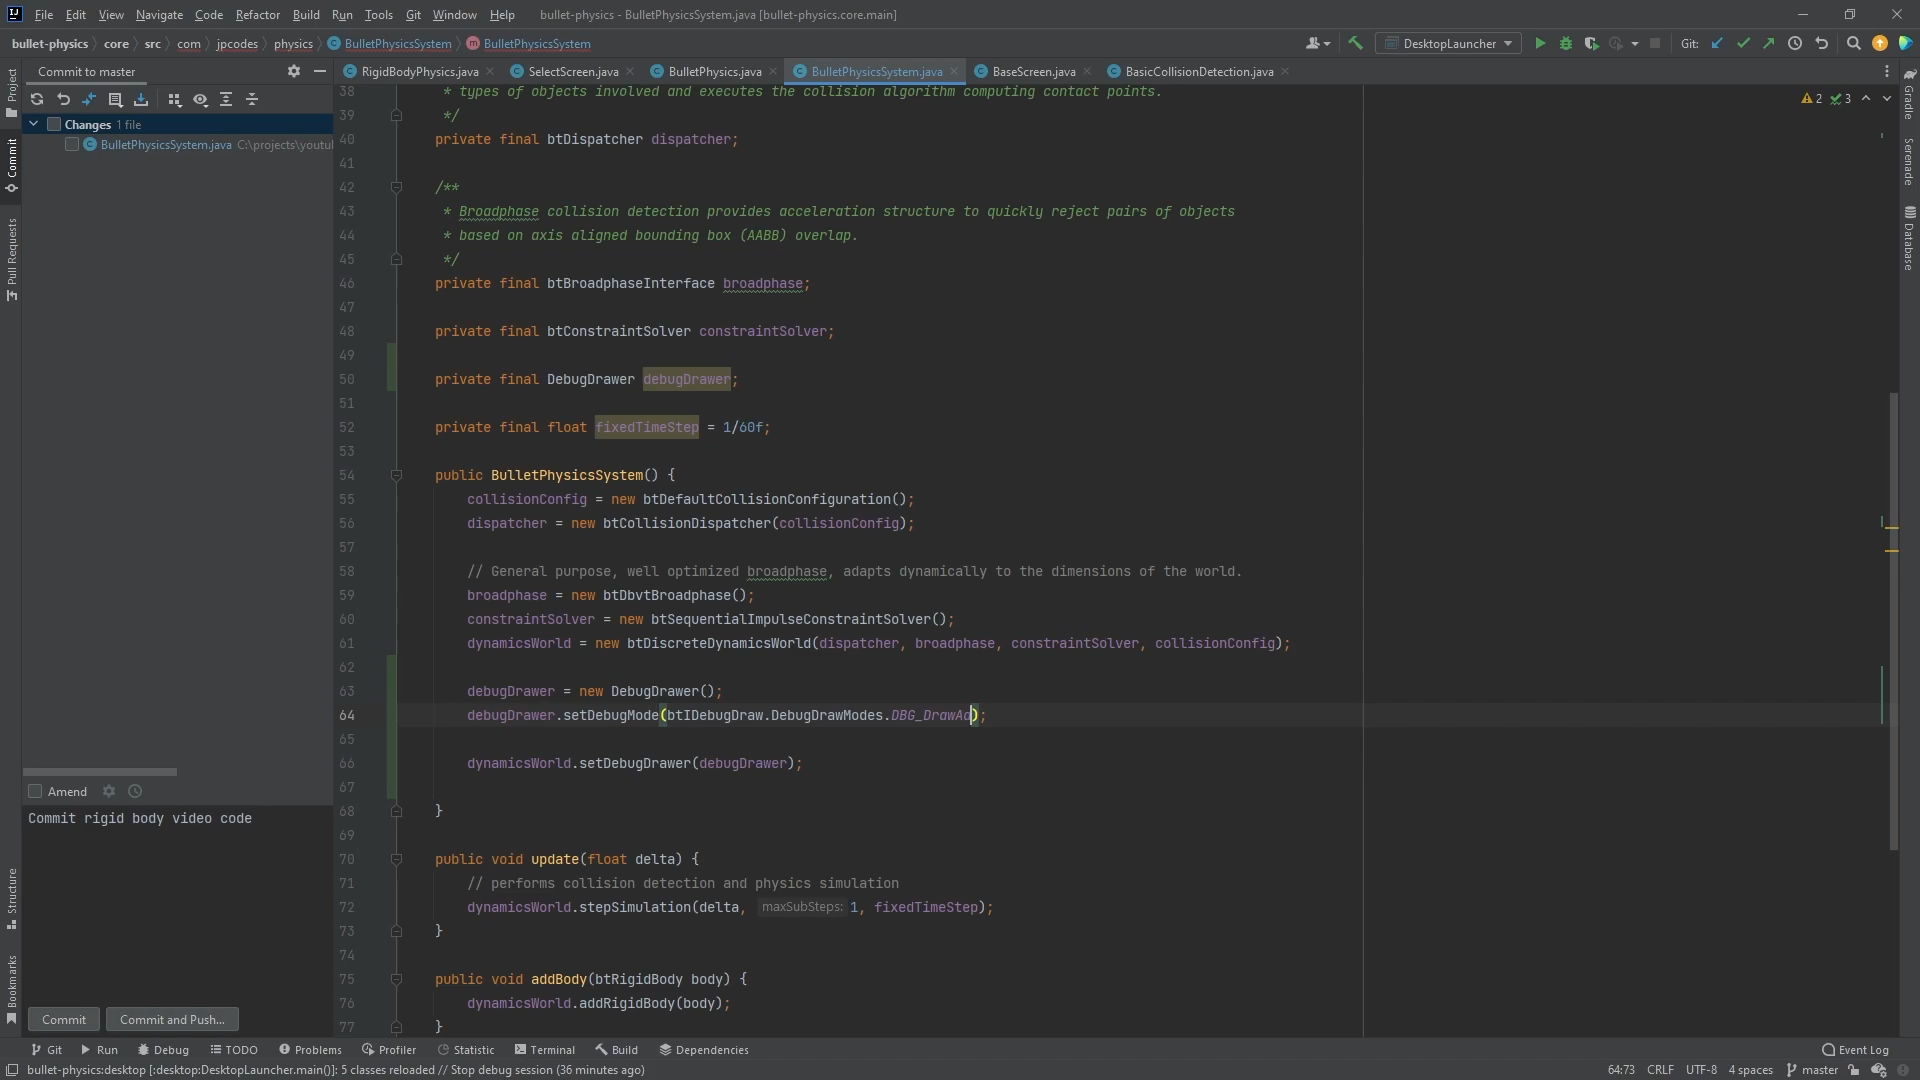 File Edit View Navigate Code Refactor Build Run Tools Git Window Help bullet-physics - BulletPhysicsSystem.java [bullet-physics.core.main]
bullet-physics core src com jpcodes physics BulletPhysicsSystem BulletPhysicsSystem DesktopLauncher Git:
Commit to master
RigidBodyPhysics.java SelectScreen.java BulletPhysics.java BulletPhysicsSystem.java BaseScreen.java BasicCollisionDetection.java
Changes 1 file
BulletPhysicsSystem.java C:\projects\youtu
2 3
38 * types of objects involved and executes the collision algorithm computing contact points.
39 */
40 private final btDispatcher dispatcher;
41
42 /**
43 * Broadphase collision detection provides acceleration structure to quickly reject pairs of objects
44 * based on axis aligned bounding box (AABB) overlap.
45 */
46 private final btBroadphaseInterface broadphase;
47
48 private final btConstraintSolver constraintSolver;
49
50 private final DebugDrawer debugDrawer;
51
52 private final float fixedTimeStep = 1/60f;
53
54 public BulletPhysicsSystem() {
55 collisionConfig = new btDefaultCollisionConfiguration();
56 dispatcher = new btCollisionDispatcher(collisionConfig);
57
58 // General purpose, well optimized broadphase, adapts dynamically to the dimensions of the world.
59 broadphase = new btDbvtBroadphase();
60 constraintSolver = new btSequentialImpulseConstraintSolver();
61 dynamicsWorld = new btDiscreteDynamicsWorld(dispatcher, broadphase, constraintSolver, collisionConfig);
62
63 debugDrawer = new DebugDrawer();
64 debugDrawer.setDebugMode(btIDebugDraw.DebugDrawModes.DBG_DrawAa);
65
66 dynamicsWorld.setDebugDrawer(debugDrawer);
67
68 }
69
70 public void update(float delta) {
71 // performs collision detection and physics simulation
72 dynamicsWorld.stepSimulation(delta, maxSubSteps: 1, fixedTimeStep);
73 }
74
75 public void addBody(btRigidBody body) {
76 dynamicsWorld.addRigidBody(body);
77 }
Amend
Commit rigid body video code
Commit Commit and Push...
Project
Commit
Pull Requests
Structure
Bookmarks
Gradle
Serenade
Database
Git Run Debug TODO Problems Profiler Statistic Terminal Build Dependencies Event Log
bullet-physics:desktop [:desktop:DesktopLauncher.main()]: 5 classes reloaded // Stop debug session (36 minutes ago) 64:73 CRLF UTF-8 4 spaces master